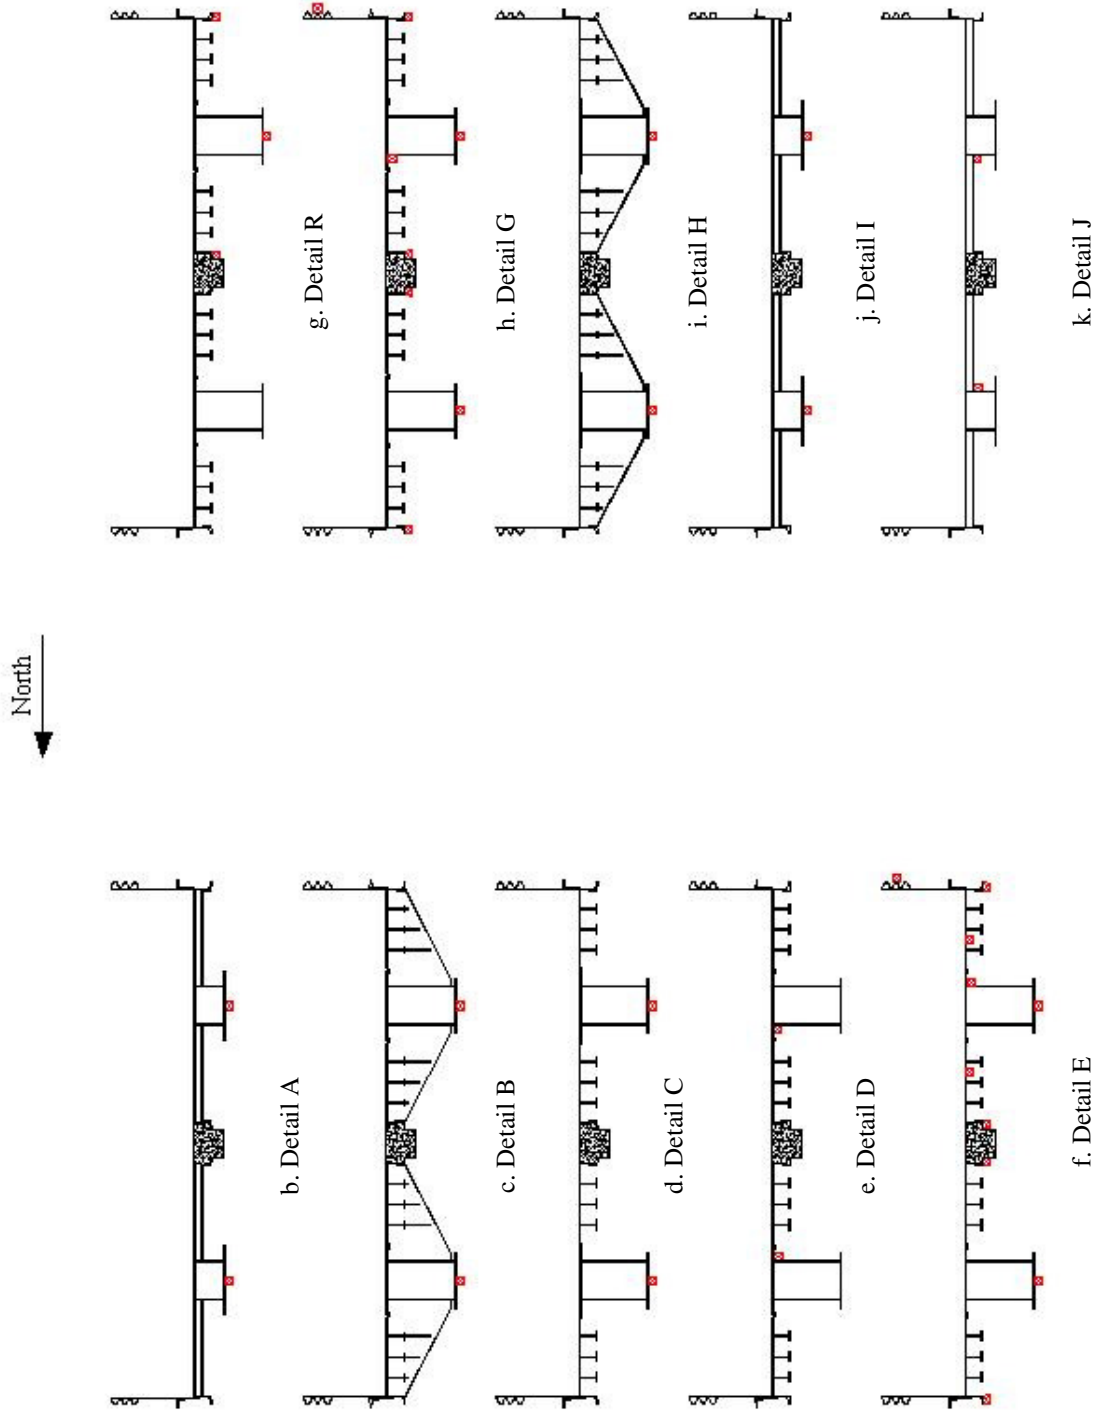 North
b. Detail A
c. Detail B
d. Detail C
e. Detail D
f. Detail E
g. Detail R
h. Detail G
i. Detail H
j. Detail I
k. Detail J